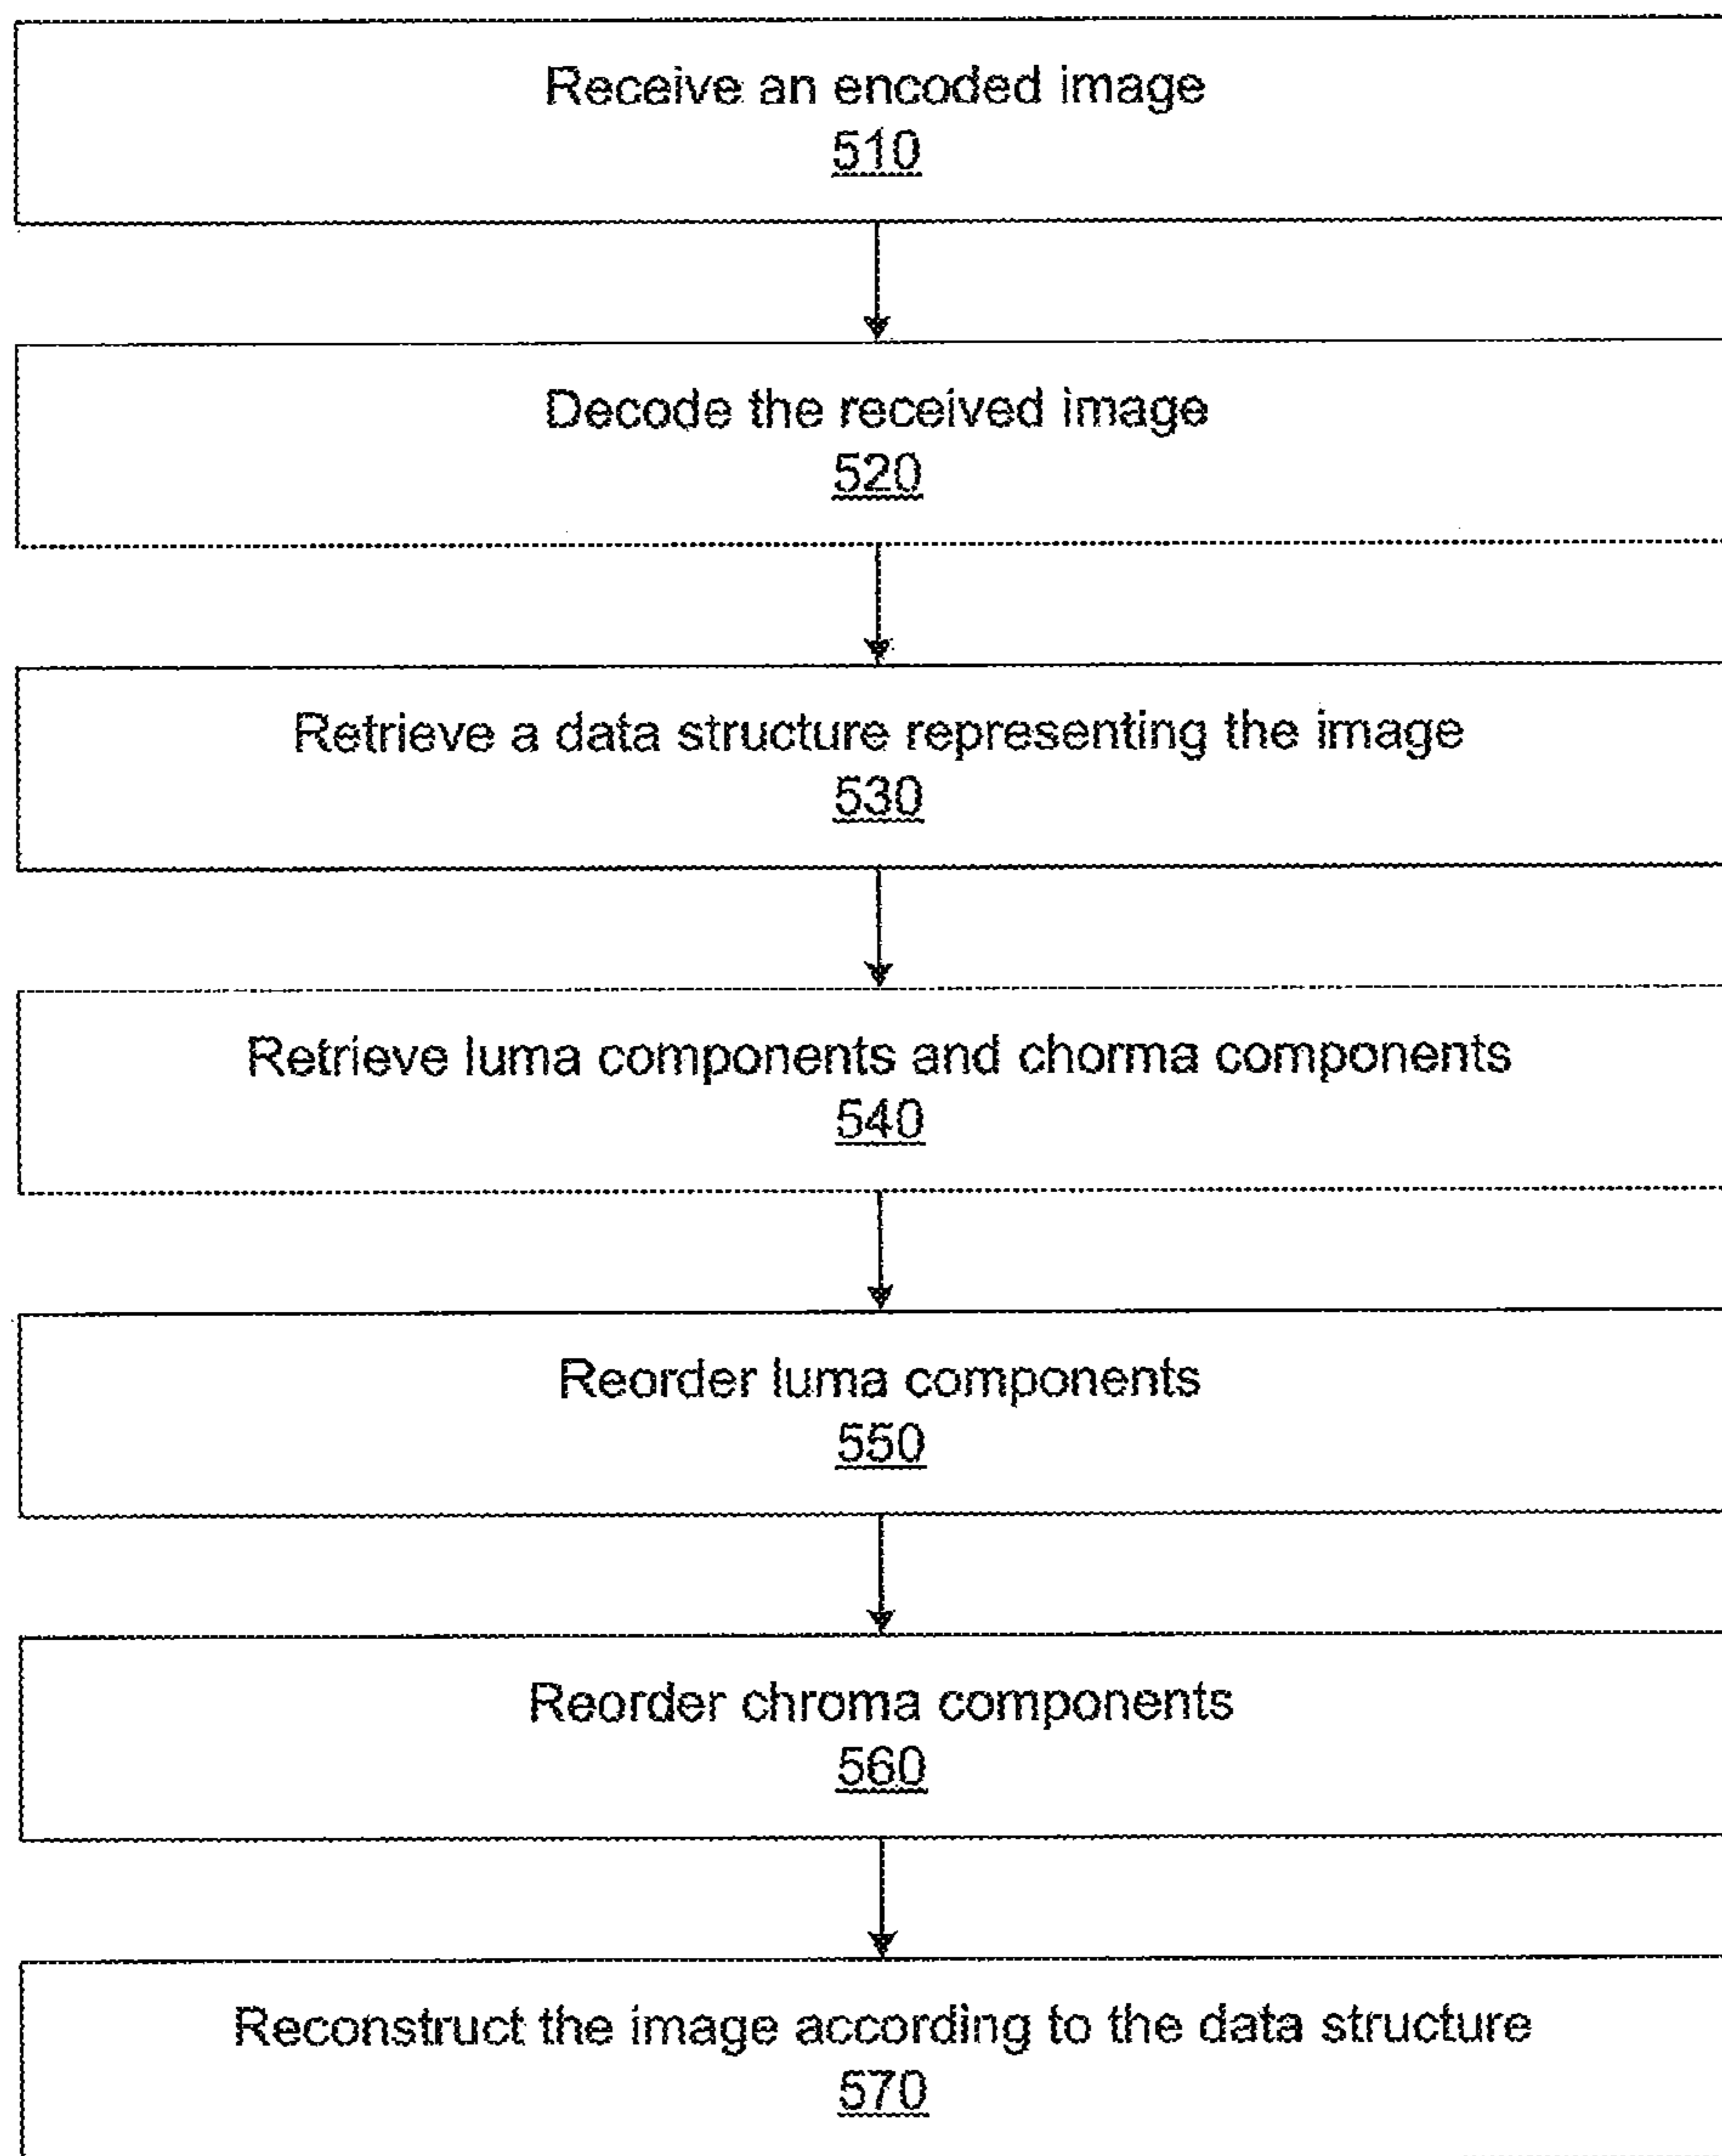 Receive an encoded image
510
Decode the received image
520
Retrieve a data structure representing the image
530
Retrieve luma components and chorma components
540
Reorder luma components
550
Reorder chroma components
560
Reconstruct the image according to the data structure
570